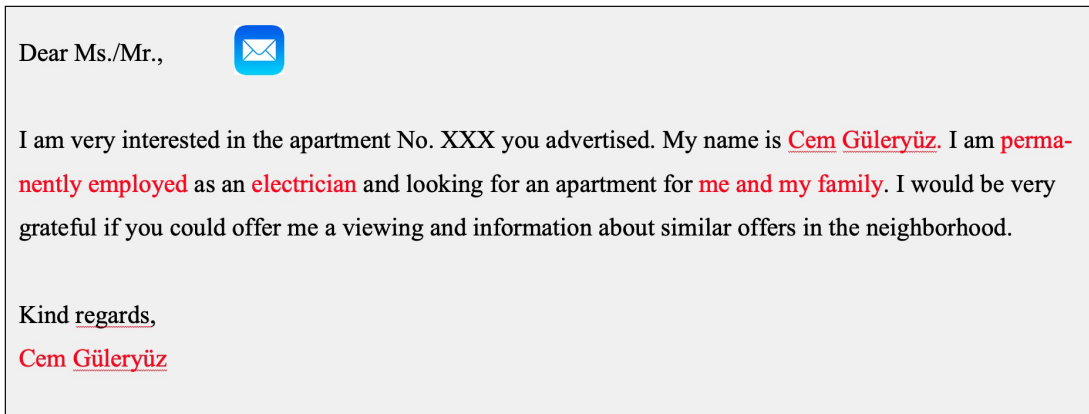 Dear Ms./Mr.,
I am very interested in the apartment No. XXX you advertised. My name is Cem Güleryüz. I am perma-
nently employed as an electrician and looking for an apartment for me and my family. I would be very
grateful if you could offer me a viewing and information about similar offers in the neighborhood.
Kind regards,
Cem Güleryüz